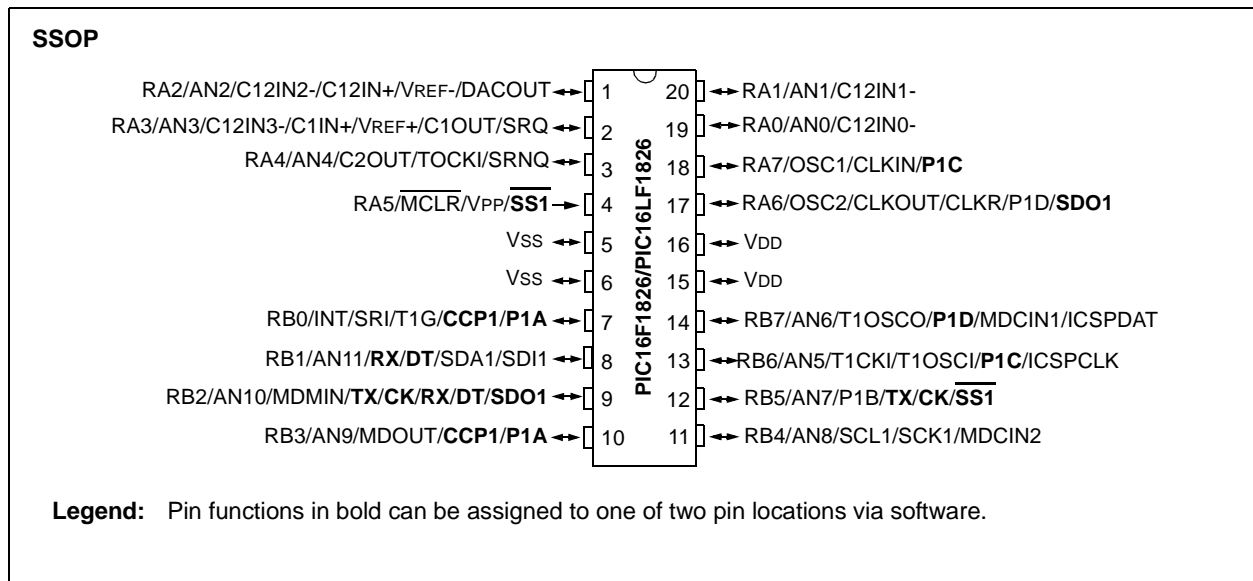 SSOP
RA2/AN2/C12IN2-/C12IN+/VREF-/DACOUT 1
RA3/AN3/C12IN3-/C1IN+/VREF+/C1OUT/SRQ 2
RA4/AN4/C2OUT/TOCKI/SRNQ 3
RA5/MCLR/VPP/SS1 4
VSS 5
VSS 6
RB0/INT/SRI/T1G/CCP1/P1A 7
RB1/AN11/RX/DT/SDA1/SDI1 8
RB2/AN10/MDMIN/TX/CK/RX/DT/SDO1 9
RB3/AN9/MDOUT/CCP1/P1A 10
PIC16F1826/PIC16LF1826
20 RA1/AN1/C12IN1-
19 RA0/AN0/C12IN0-
18 RA7/OSC1/CLKIN/P1C
17 RA6/OSC2/CLKOUT/CLKR/P1D/SDO1
16 VDD
15 VDD
14 RB7/AN6/T1OSCO/P1D/MDCIN1/ICSPDAT
13 RB6/AN5/T1CKI/T1OSCI/P1C/ICSPCLK
12 RB5/AN7/P1B/TX/CK/SS1
11 RB4/AN8/SCL1/SCK1/MDCIN2
Legend: Pin functions in bold can be assigned to one of two pin locations via software.